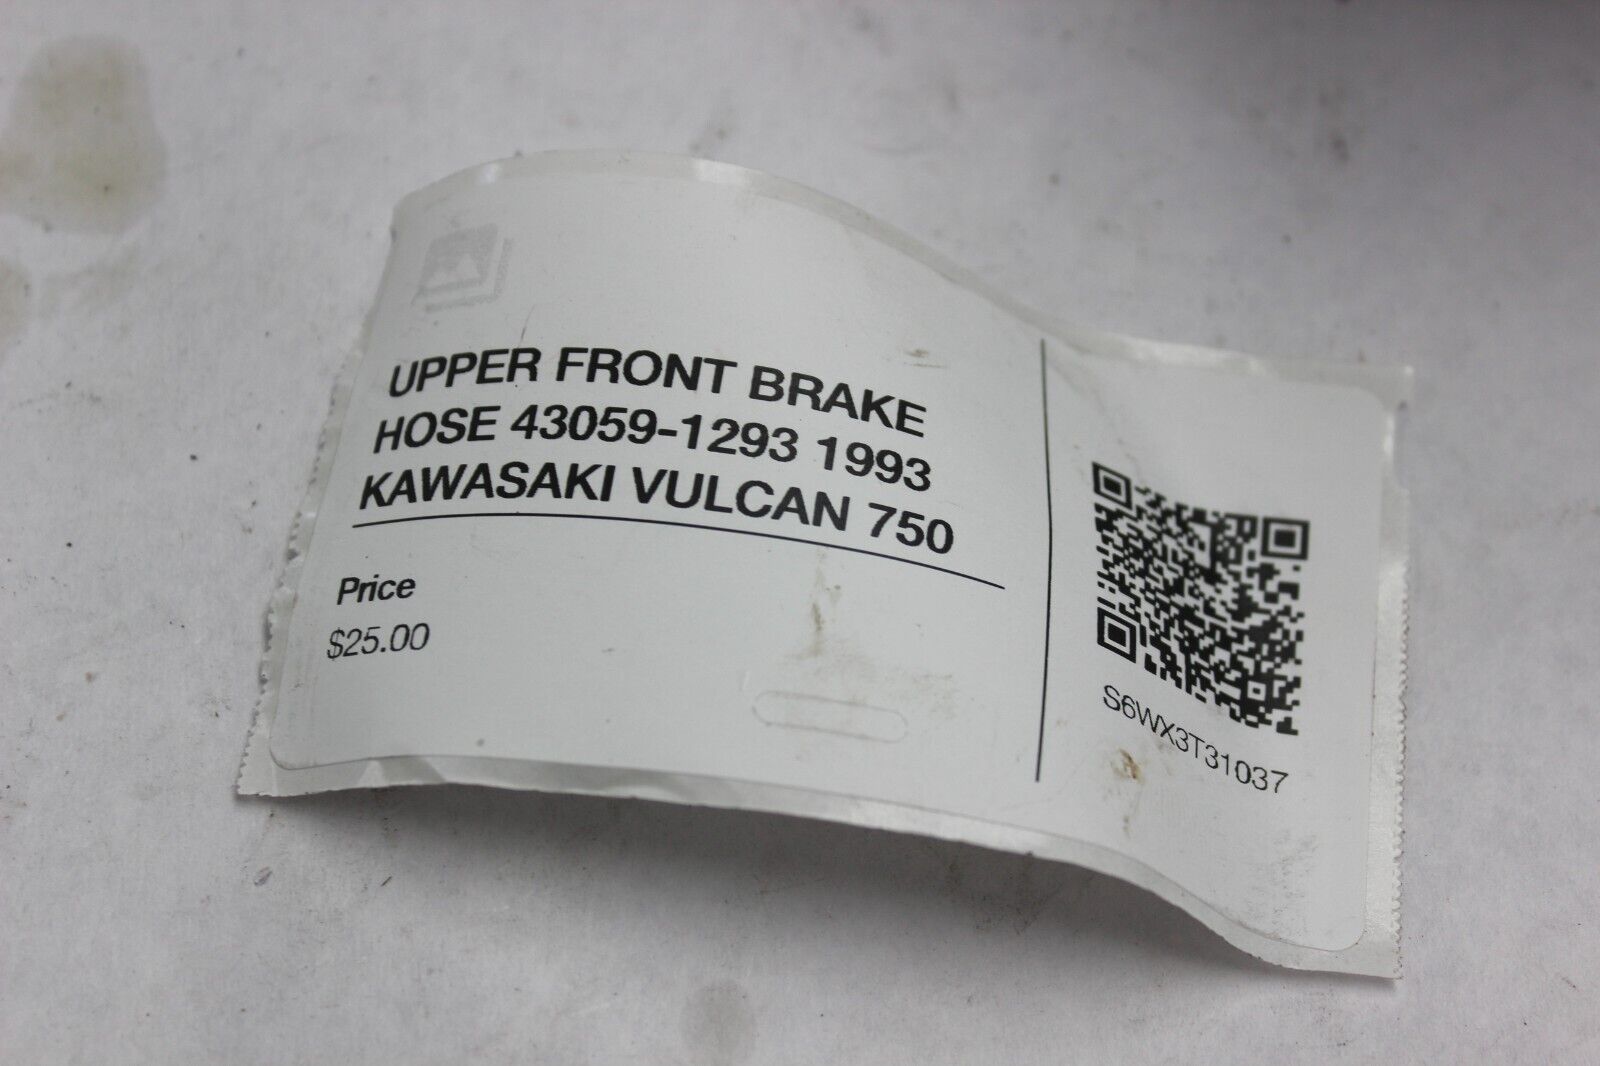 UPPER FRONT BRAKE
HOSE 43059-1293 1993
KAWASAKI VULCAN 750
Price
$25.00
S6WX3T31037